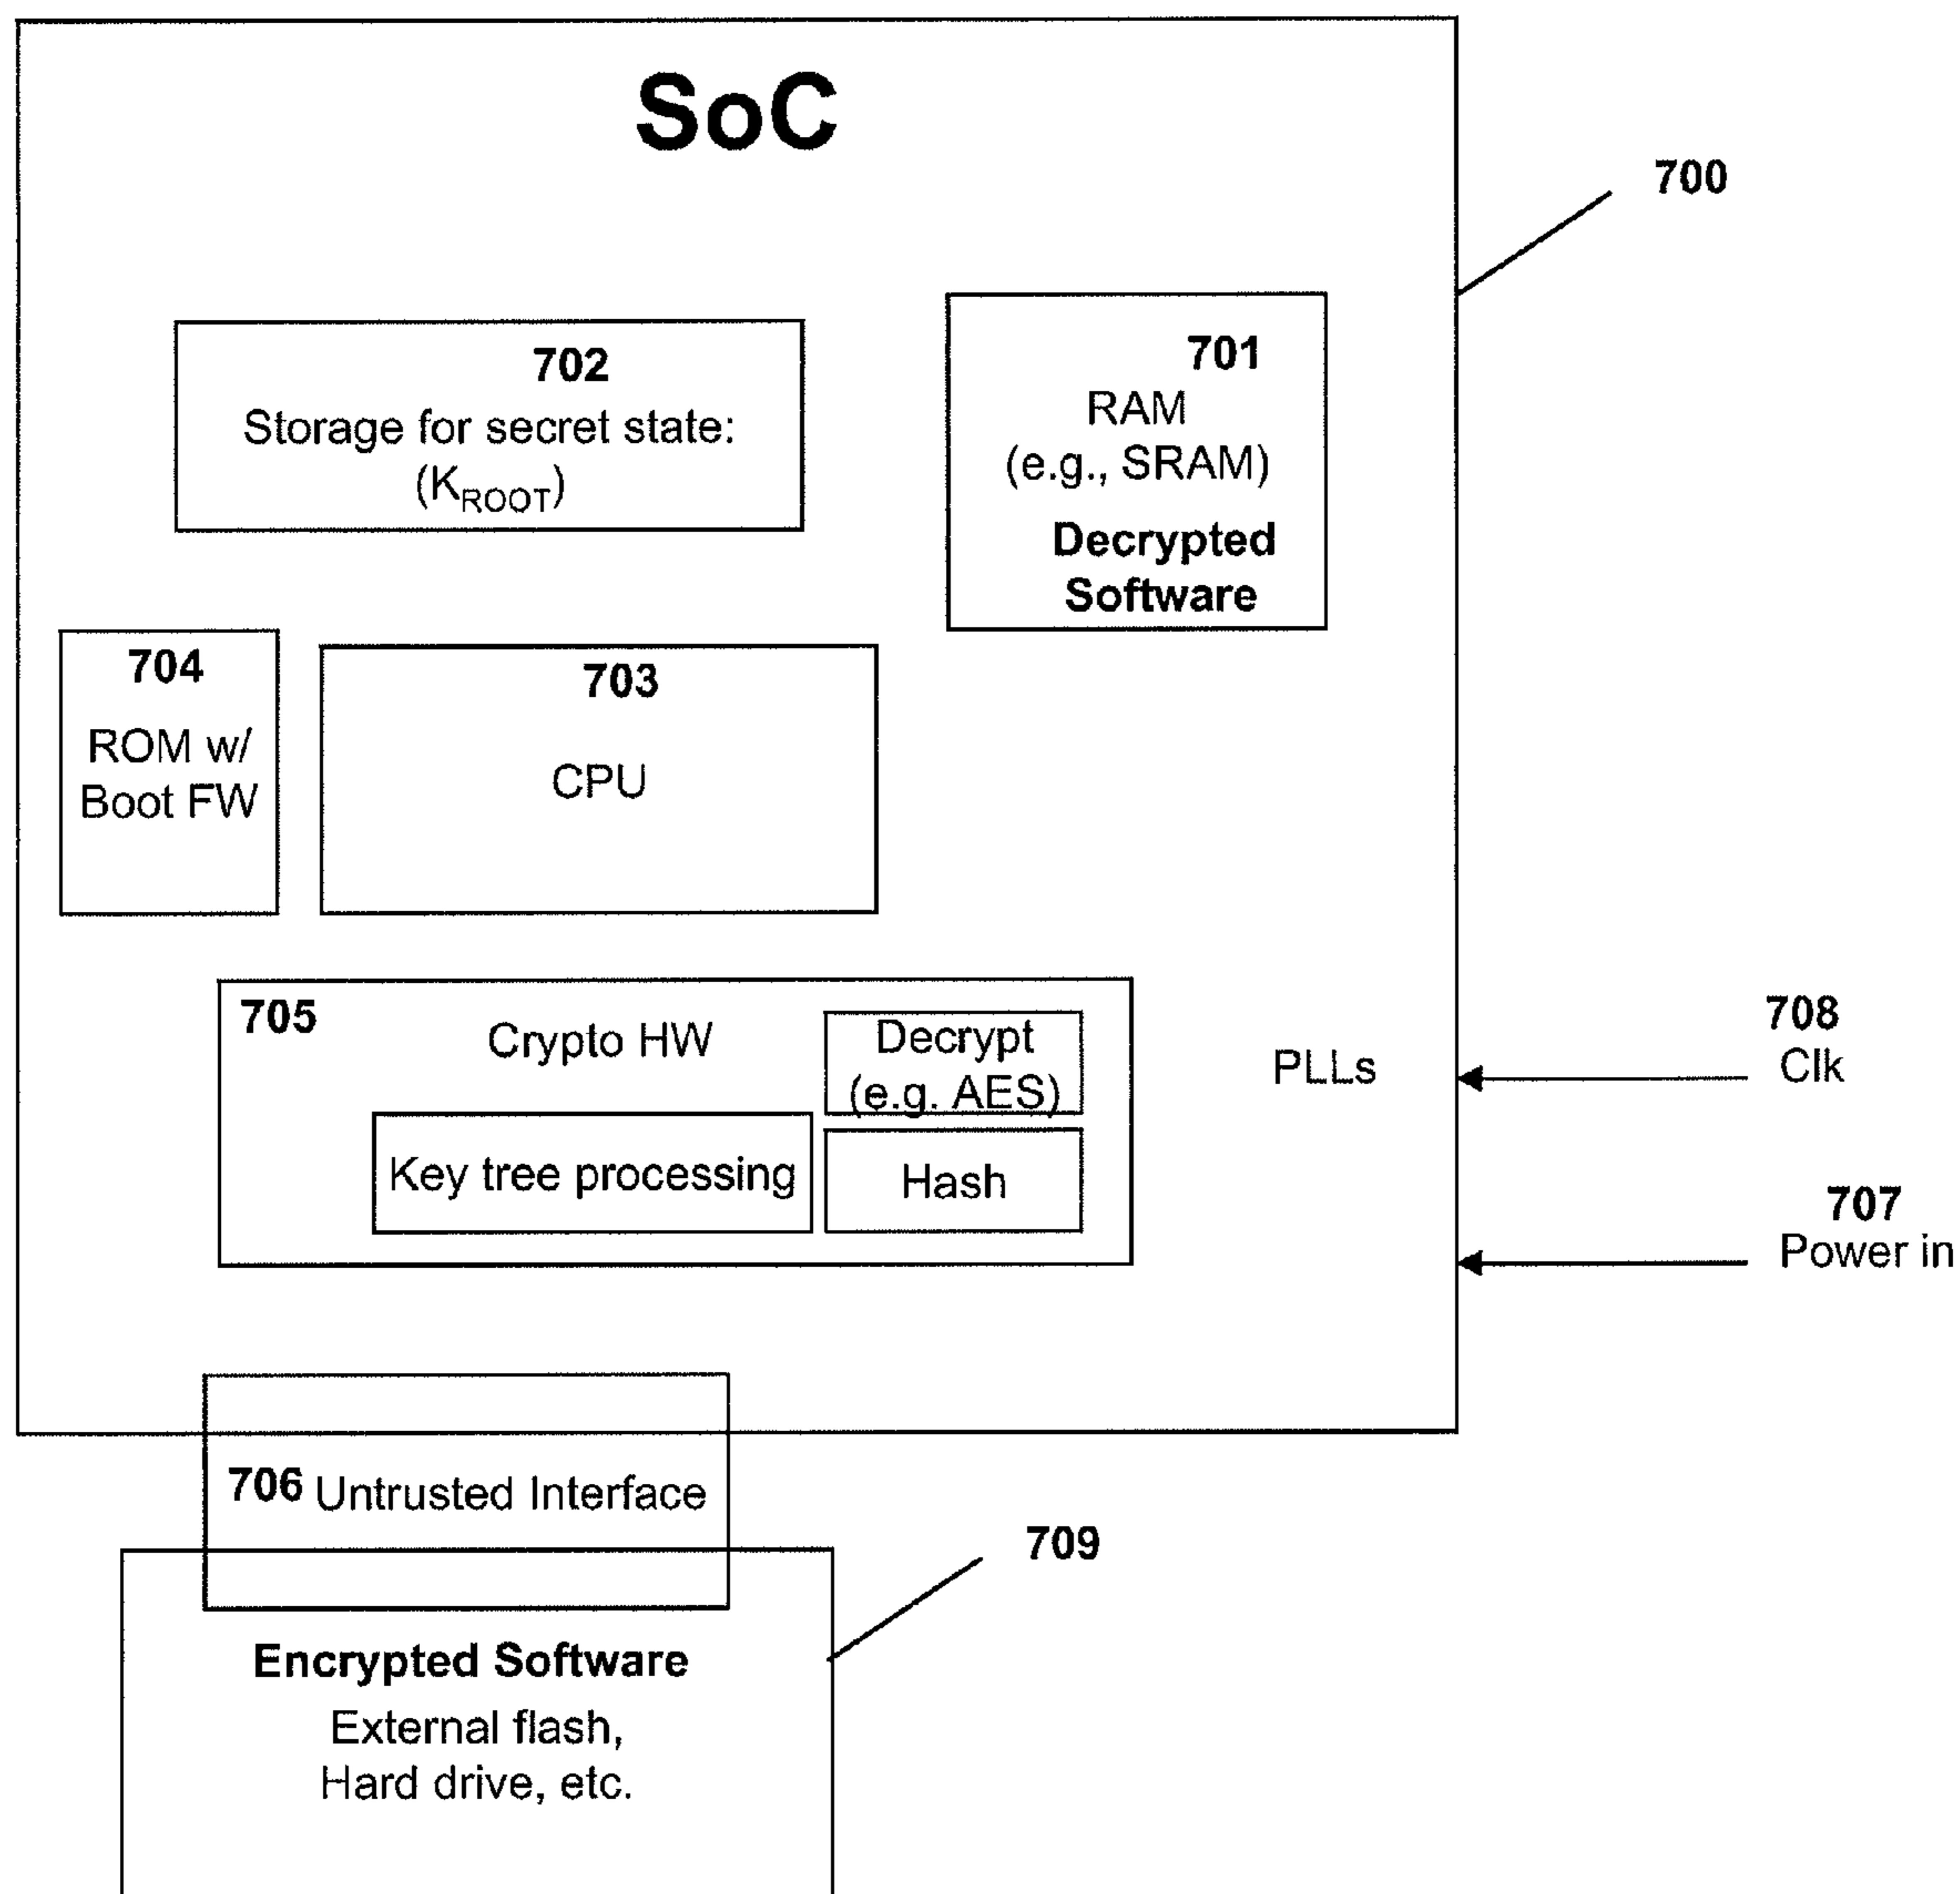 SoC
700
702
Storage for secret state:
(KROOT)
701
RAM
(e.g., SRAM)
Decrypted
Software
704
ROM w/
Boot FW
703
CPU
705
Crypto HW
Decrypt
(e.g. AES)
Key tree processing
Hash
PLLs
708
Clk
707
Power in
706 Untrusted Interface
709
Encrypted Software
External flash,
Hard drive, etc.